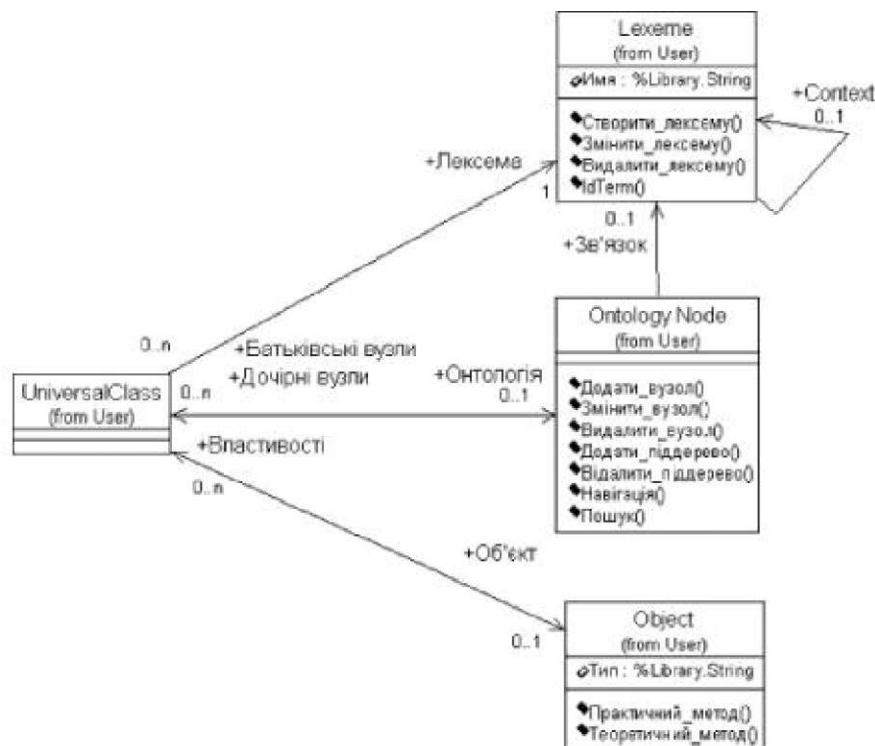 Lexeme
(from User)
Имя : %Library.String
Створити_лексему()
Змінити_лексему()
Видалити_лексему()
IdTerm()
+Context
0..1
+Лексема
1
0..1
+Зв'язок
Ontology Node
(from User)
Додати_вузол()
Змінити_вузол()
Видалити_вузол()
Додати_піддерево()
Відалити_піддерево()
Навігація()
Пошук()
0..n
+Батьківські вузли
+Дочірні вузли
0..n
+Онтологія
0..1
UniversalClass
(from User)
+Впастивості
0..n
+Об'єкт
0..1
Object
(from User)
Тип : %Library.String
Практичний_метод()
Теоретичний_метод()